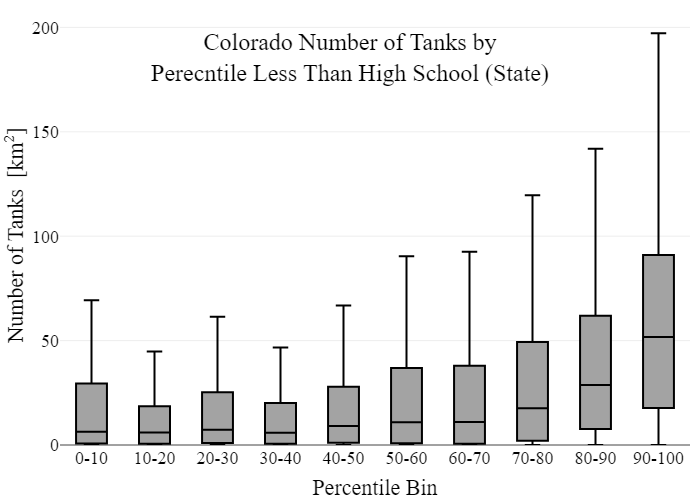 Colorado Number of Tanks by
Perecntile Less Than High School (State)
Number of Tanks [km²]
200
150
100
50
0
0-10 10-20 20-30 30-40 40-50 50-60 60-70 70-80 80-90 90-100
Percentile Bin